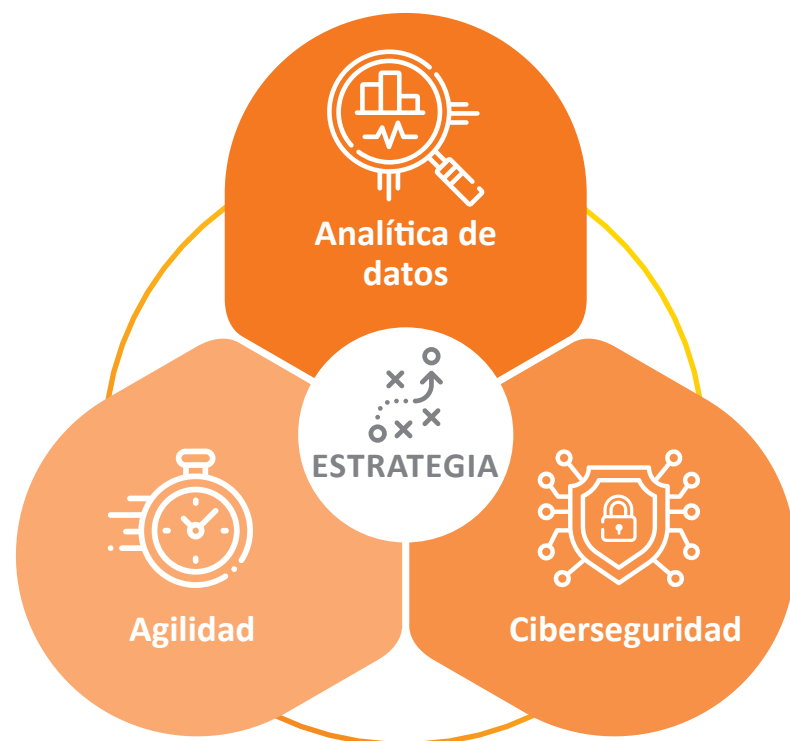 Analítica de
datos
ESTRATEGIA
Agilidad
Ciberseguridad